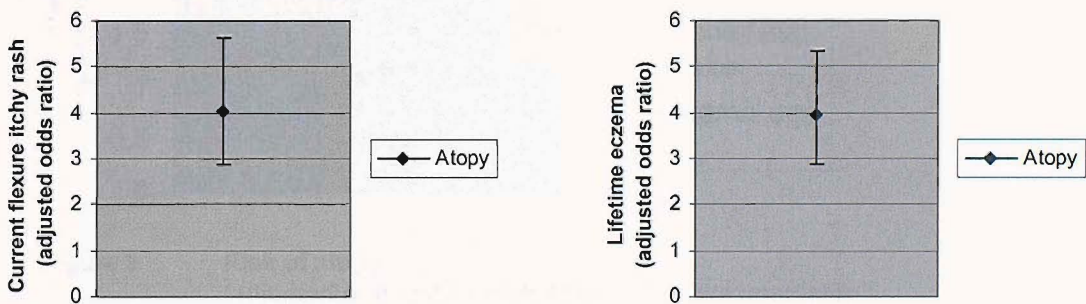 Current flexure itchy rash
(adjusted odds ratio)
6
5
4
3
2
1
0
Atopy
Lifetime eczema
(adjusted odds ratio)
6
5
4
3
2
1
0
Atopy